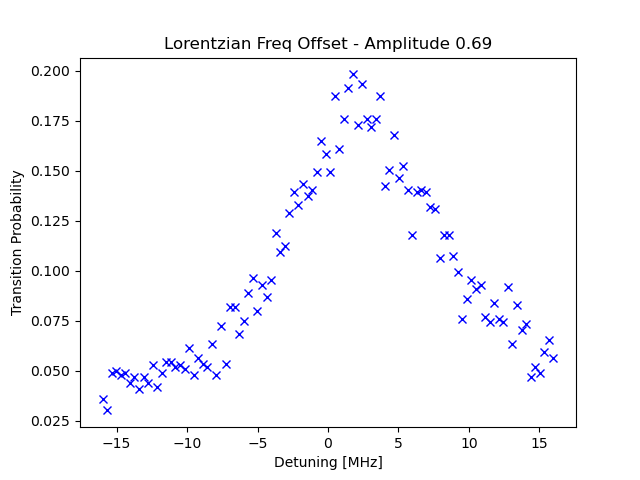 Lorentzian Freq Offset - Amplitude 0.69
0.200
0.175
0.150
0.125
0.100
0.075
0.050
0.025
Transition Probability
−15 −10 −5 0 5 10 15
Detuning [MHz]